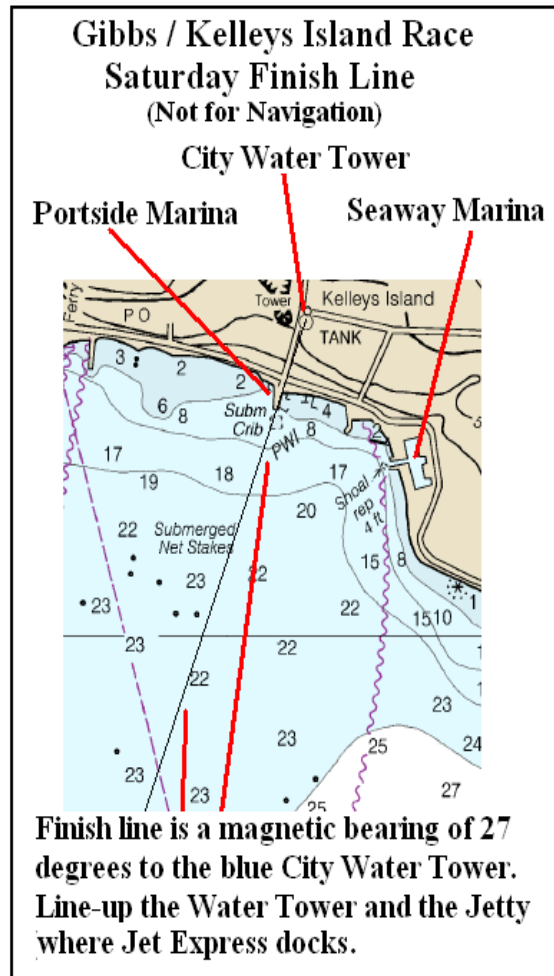 Gibbs / Kelleys Island Race
Saturday Finish Line
(Not for Navigation)
City Water Tower
Portside Marina
Seaway Marina
Ferry
P O
Tower
Kelleys Island
TANK
3
2
2
6
8
Subm
Crib
PWI
4
8
17
19
18
17
20
Shoal
rep
4 ft
22
Submerged
Net Stakes
23
22
15
8
23
22
15
10
1
23
22
22
23
23
24
25
23
23
25
27
Finish line is a magnetic bearing of 27
degrees to the blue City Water Tower.
Line-up the Water Tower and the Jetty
where Jet Express docks.